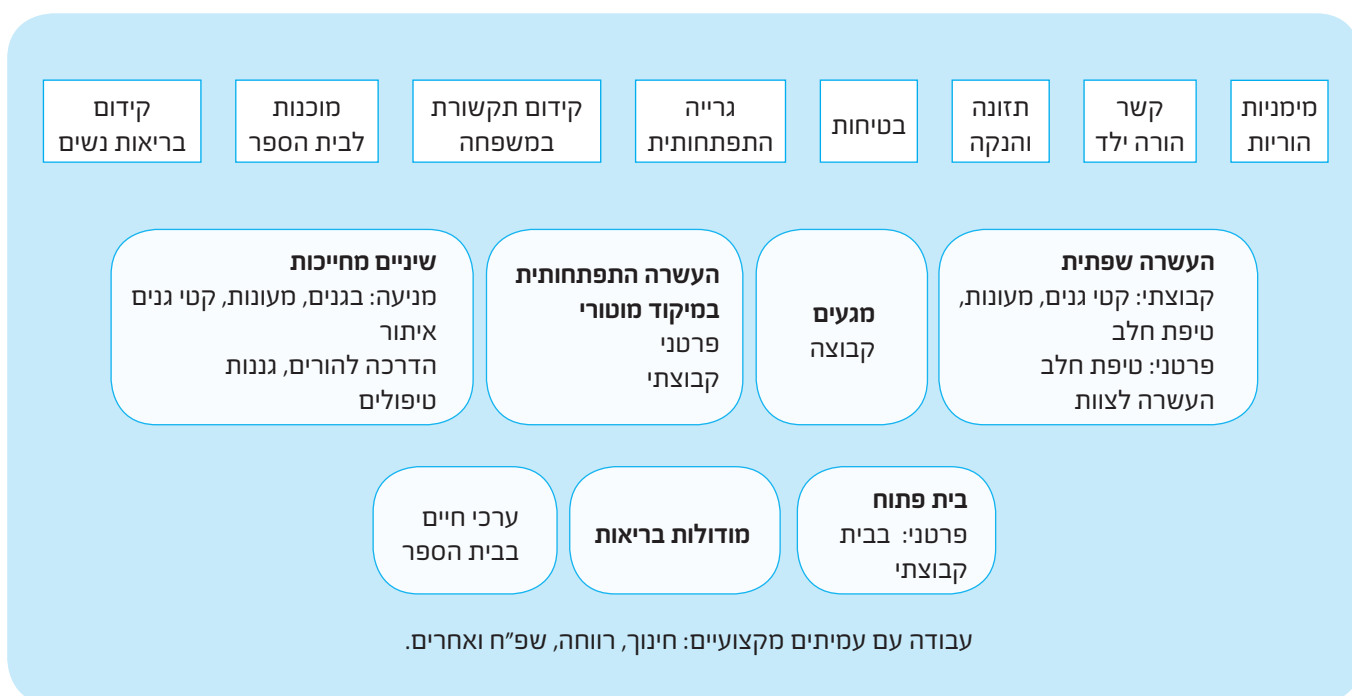 מימניות
הוריות
קשר
הורה ילד
תזונה
והנקה
בטיחות
גרייה
התפתחותית
קידום תקשורת
במשפחה
מוכנות
לבית הספר
קידום
בריאות נשים
העשרה שפתית
קבוצתי: קטי גנים, מעונות,
טיפת חלב
פרטני: טיפת חלב
העשרה לצוות
מגעים
קבוצה
העשרה התפתחותית
במיקוד מוטורי
פרטני
קבוצתי
שיניים מחייכות
מניעה: בגנים, מעונות, קטי גנים
איתור
הדרכה להורים, גננות
טיפולים
בית פתוח
פרטני: בבית
קבוצתי
מודולות בריאות
ערכי חיים
בבית הספר
עבודה עם עמיתים מקצועיים: חינוך, רווחה, שפ״ח ואחרים.